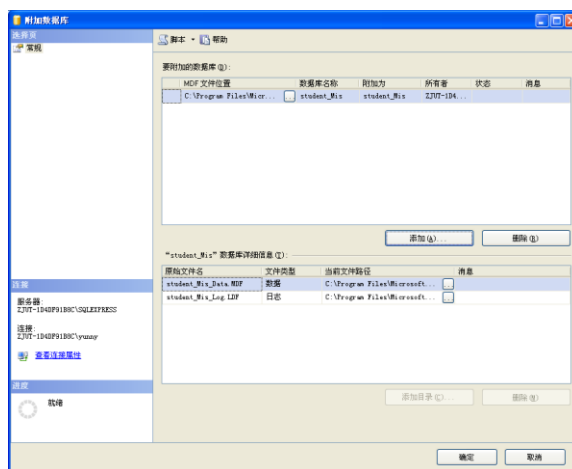 附加数据库
选择页
常规
脚本 帮助
要附加的数据库(D):
MDF 文件位置 数据库名称 附加为 所有者 状态 消息
C:\Program Files\Micr... ... student_Mis student_Mis ZJUT-1D4...
添加(A)... 删除(R)
"student_Mis" 数据库详细信息(T):
原始文件名 文件类型 当前文件路径 消息
student_Mis_Data.MDF 数据 C:\Program Files\Microsoft... ...
student_Mis_Log.LDF 日志 C:\Program Files\Microsoft... ...
添加目录(C)... 删除(M)
连接
服务器:
ZJUT-1D4DF91B8C\SQLEXPRESS
连接:
ZJUT-1D4DF91B8C\yunny
查看连接属性
进度
就绪
确定 取消